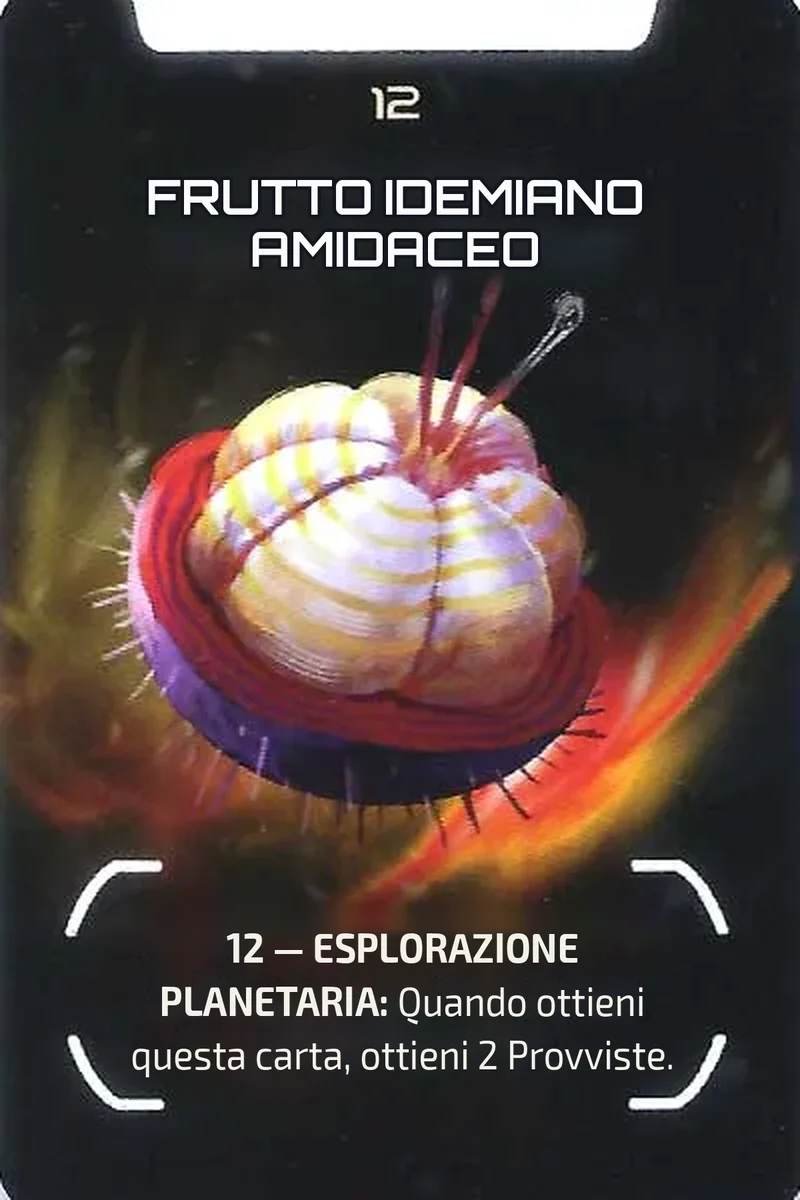 12
FRUTTO IDEMIANO
AMIDACEO
12 — ESPLORAZIONE
PLANETARIA: Quando ottieni
questa carta, ottieni 2 Provviste.